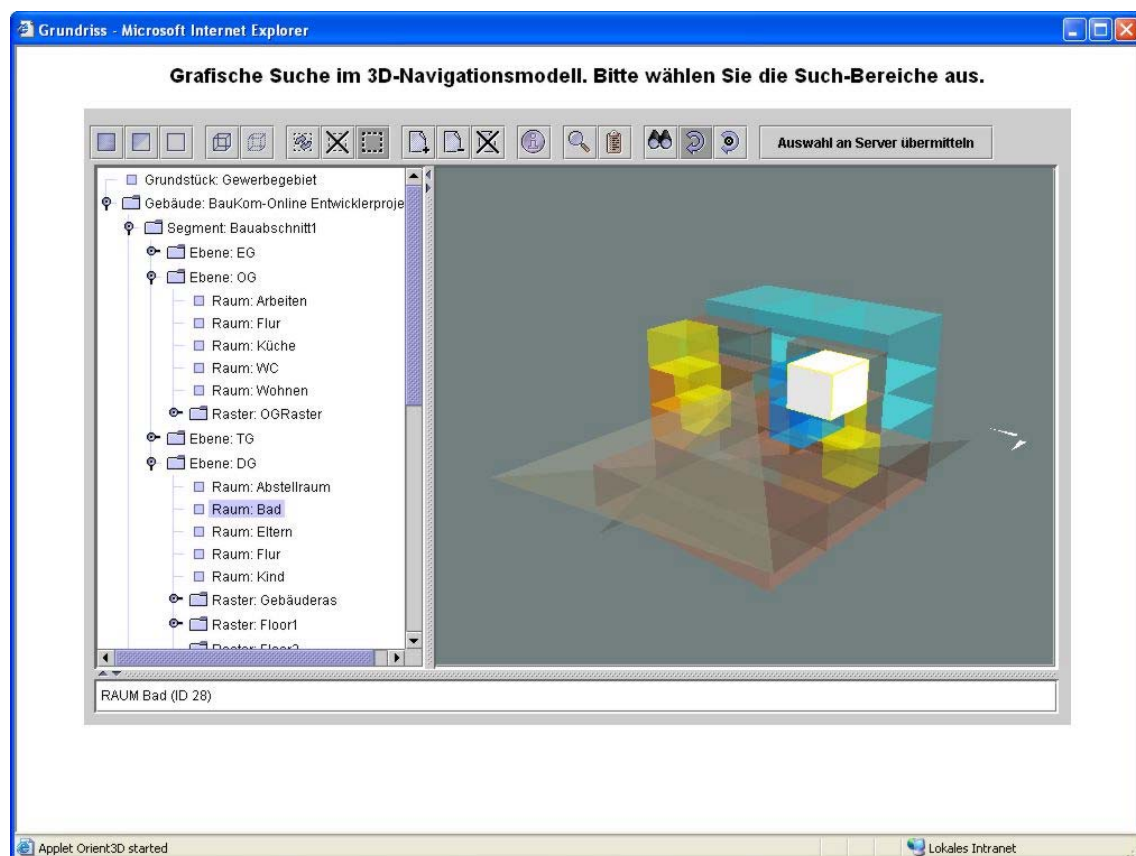 Grundriss - Microsoft Internet Explorer
Grafische Suche im 3D-Navigationsmodell. Bitte wählen Sie die Such-Bereiche aus.
Auswahl an Server übermitteln
Grundstück: Gewerbegebiet
Gebäude: BauKom-Online Entwicklerproje
Segment: Bauabschnitt1
Ebene: EG
Ebene: OG
Raum: Arbeiten
Raum: Flur
Raum: Küche
Raum: WC
Raum: Wohnen
Raster: OGRaster
Ebene: TG
Ebene: DG
Raum: Abstellraum
Raum: Bad
Raum: Eltern
Raum: Flur
Raum: Kind
Raster: Gebäuderas
Raster: Floor1
Raster: Floor2
RAUM Bad (ID 28)
Applet Orient3D started
Lokales Intranet